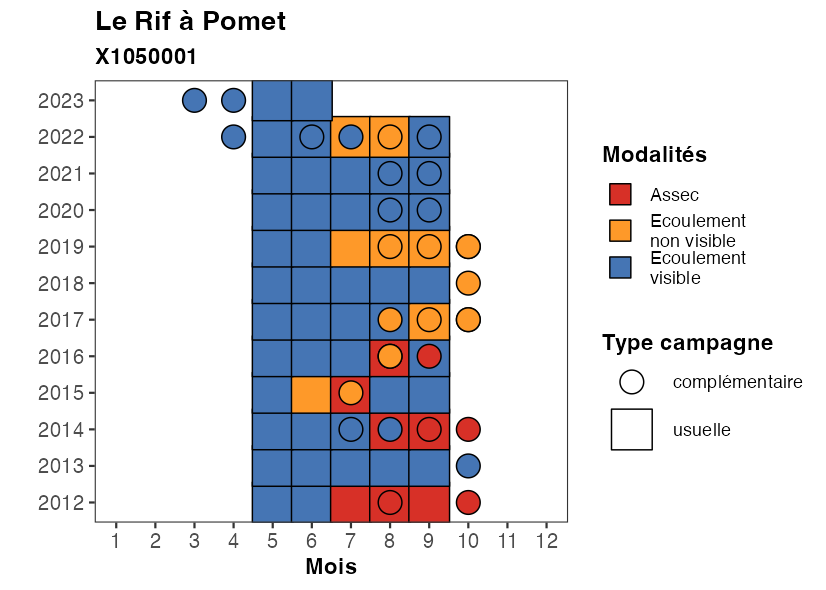 Le Rif à Pomet
X1050001
2023
2022
2021
2020
2019
2018
2017
2016
2015
2014
2013
2012
1 2 3 4 5 6 7 8 9 10 11 12
Mois
Modalités
Assec
Ecoulement
non visible
Ecoulement
visible
Type campagne
complémentaire
usuelle